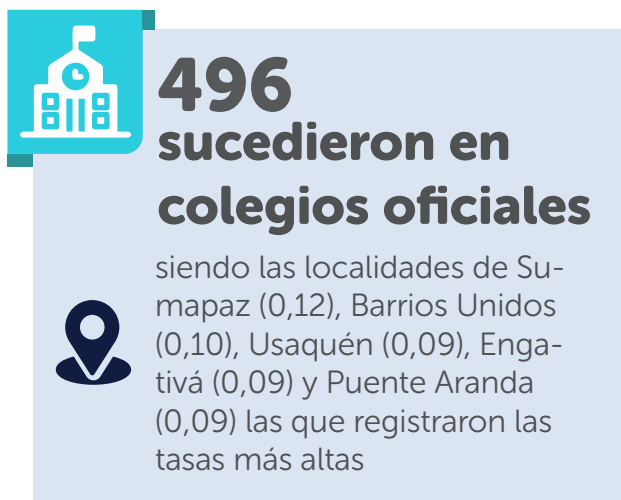 496
sucedieron en
colegios oficiales
siendo las localidades de Su-
mapaz (0,12), Barrios Unidos
(0,10), Usaquén (0,09), Enga-
tivá (0,09) y Puente Aranda
(0,09) las que registraron las
tasas más altas